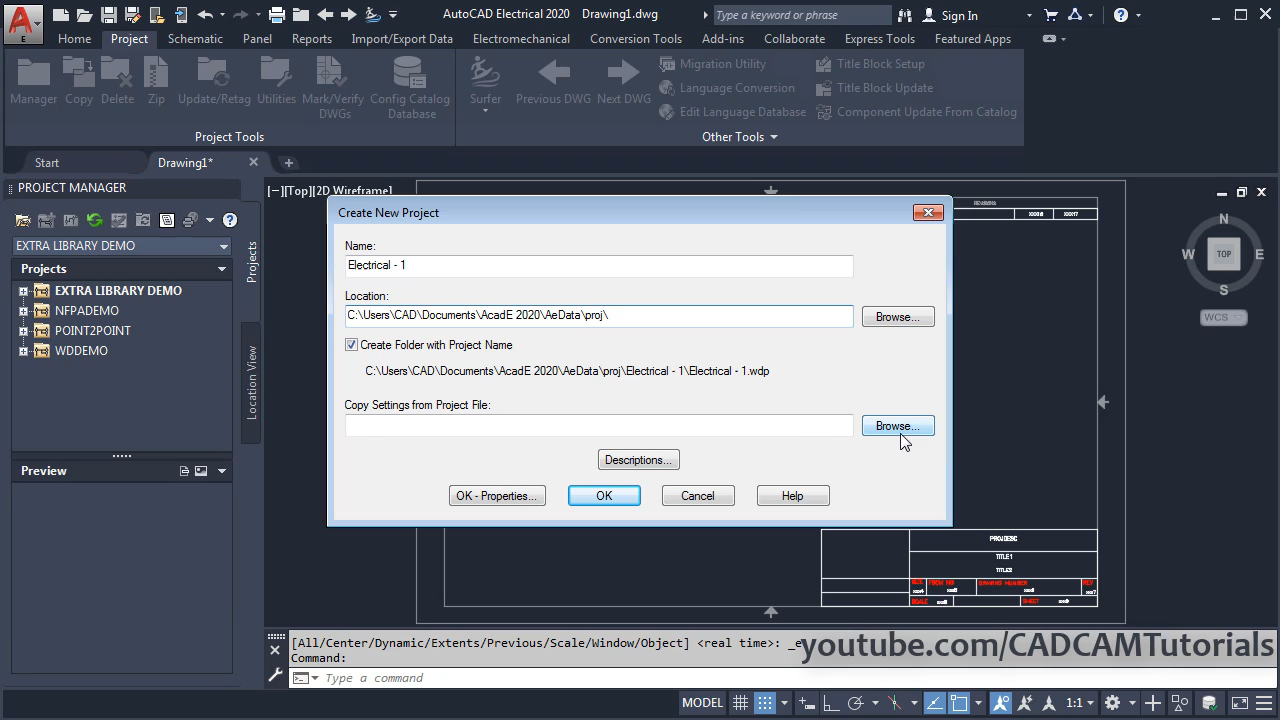 AutoCAD Electrical 2020 Drawing1.dwg
Type a keyword or phrase
Sign In
Home Project Schematic Panel Reports Import/Export Data Electromechanical Conversion Tools Add-ins Collaborate Express Tools Featured Apps
Manager Copy Delete Zip Update/Retag Utilities Mark/Verify DWGs Config Catalog Database
Surfer Previous DWG Next DWG
Migration Utility
Language Conversion
Edit Language Database
Title Block Setup
Title Block Update
Component Update From Catalog
Project Tools
Other Tools
Start
Drawing1*
PROJECT MANAGER
EXTRA LIBRARY DEMO
Projects
EXTRA LIBRARY DEMO
NFPADEMO
POINT2POINT
WDDEMO
Preview
Projects
Location View
[−][Top][2D Wireframe]
Create New Project
Name:
Electrical - 1
Location:
C:\Users\CAD\Documents\AcadE 2020\AeData\proj\
Browse...
Create Folder with Project Name
C:\Users\CAD\Documents\AcadE 2020\AeData\proj\Electrical - 1\Electrical - 1.wdp
Copy Settings from Project File:
Browse...
Descriptions...
OK - Properties...
OK
Cancel
Help
N
W
TOP
E
S
WCS
TITLE1
TITLE2
DRAWING NUMBER
REV
SCALE
SHEET
[All/Center/Dynamic/Extents/Previous/Scale/Window/Object] <real time>: _e
Command:
Type a command
youtube.com/CADCAMTutorials
MODEL
1:1